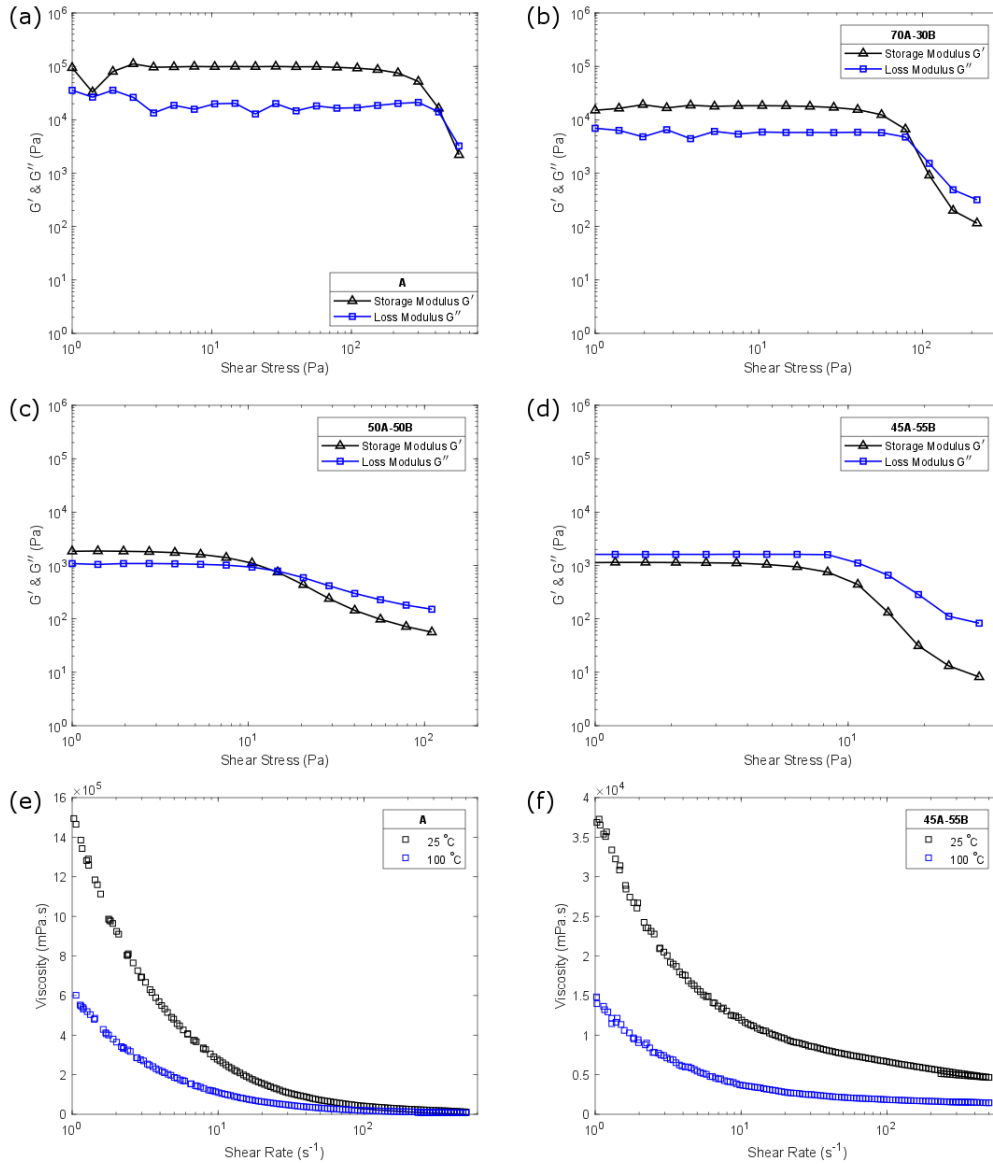 (a)
10^6
10^5
10^4
10^3
10^2
10^1
10^0
G′ & G″ (Pa)
A
Storage Modulus G′
Loss Modulus G″
10^0 10^1 10^2
Shear Stress (Pa)
(b)
10^6
10^5
10^4
10^3
10^2
10^1
10^0
G′ & G″ (Pa)
70A-30B
Storage Modulus G′
Loss Modulus G″
10^0 10^1 10^2
Shear Stress (Pa)
(c)
10^6
10^5
10^4
10^3
10^2
10^1
10^0
G′ & G″ (Pa)
50A-50B
Storage Modulus G′
Loss Modulus G″
10^0 10^1 10^2
Shear Stress (Pa)
(d)
10^6
10^5
10^4
10^3
10^2
10^1
10^0
G′ & G″ (Pa)
45A-55B
Storage Modulus G′
Loss Modulus G″
10^0 10^1
Shear Stress (Pa)
(e)
×10^5
16
14
12
10
8
6
4
2
0
Viscosity (mPa.s)
A
25 °C
100 °C
10^0 10^1 10^2
Shear Rate (s^-1)
(f)
×10^4
4
3.5
3
2.5
2
1.5
1
0.5
0
Viscosity (mPa.s)
45A-55B
25 °C
100 °C
10^0 10^1 10^2
Shear Rate (s^-1)